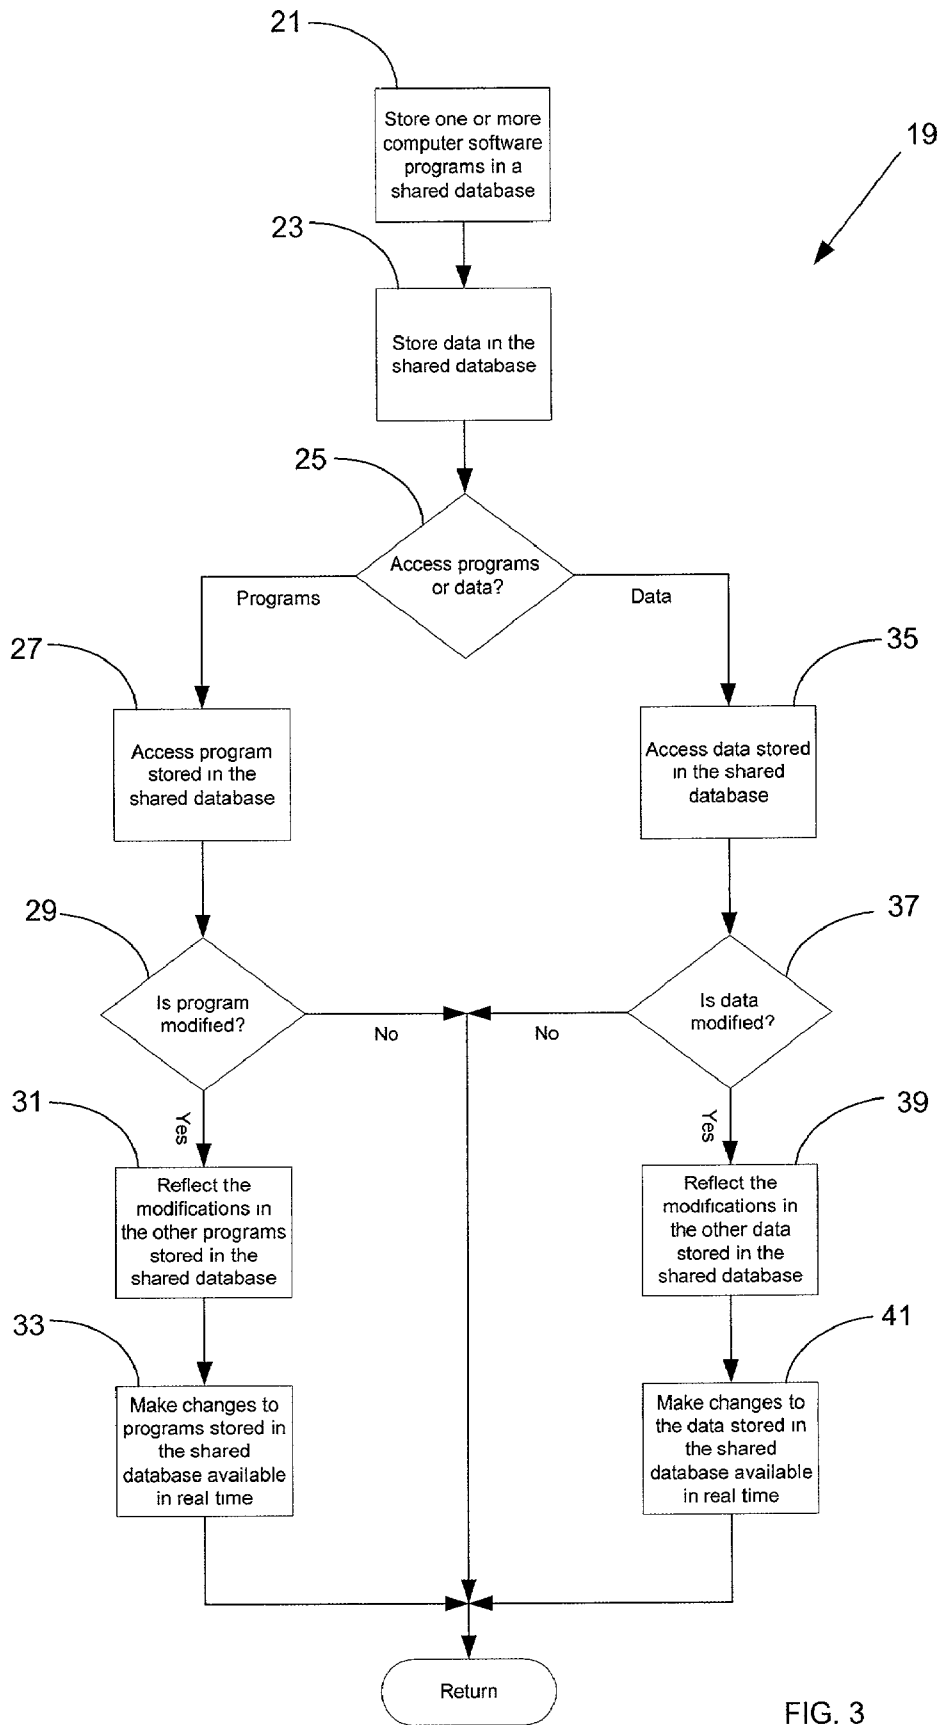 21
Store one or more
computer software
programs in a
shared database
19
23
Store data in the
shared database
25
Access programs
or data?
Programs
Data
27
35
Access program
stored in the
shared database
Access data stored
in the shared
database
29
37
Is program
modified?
No
Is data
modified?
No
31
Yes
39
Yes
Reflect the
modifications in
the other programs
stored in the
shared database
Reflect the
modifications in
the other data
stored in the
shared database
33
41
Make changes to
programs stored in
the shared
database available
in real time
Make changes to
the data stored in
the shared
database available
in real time
Return
FIG. 3